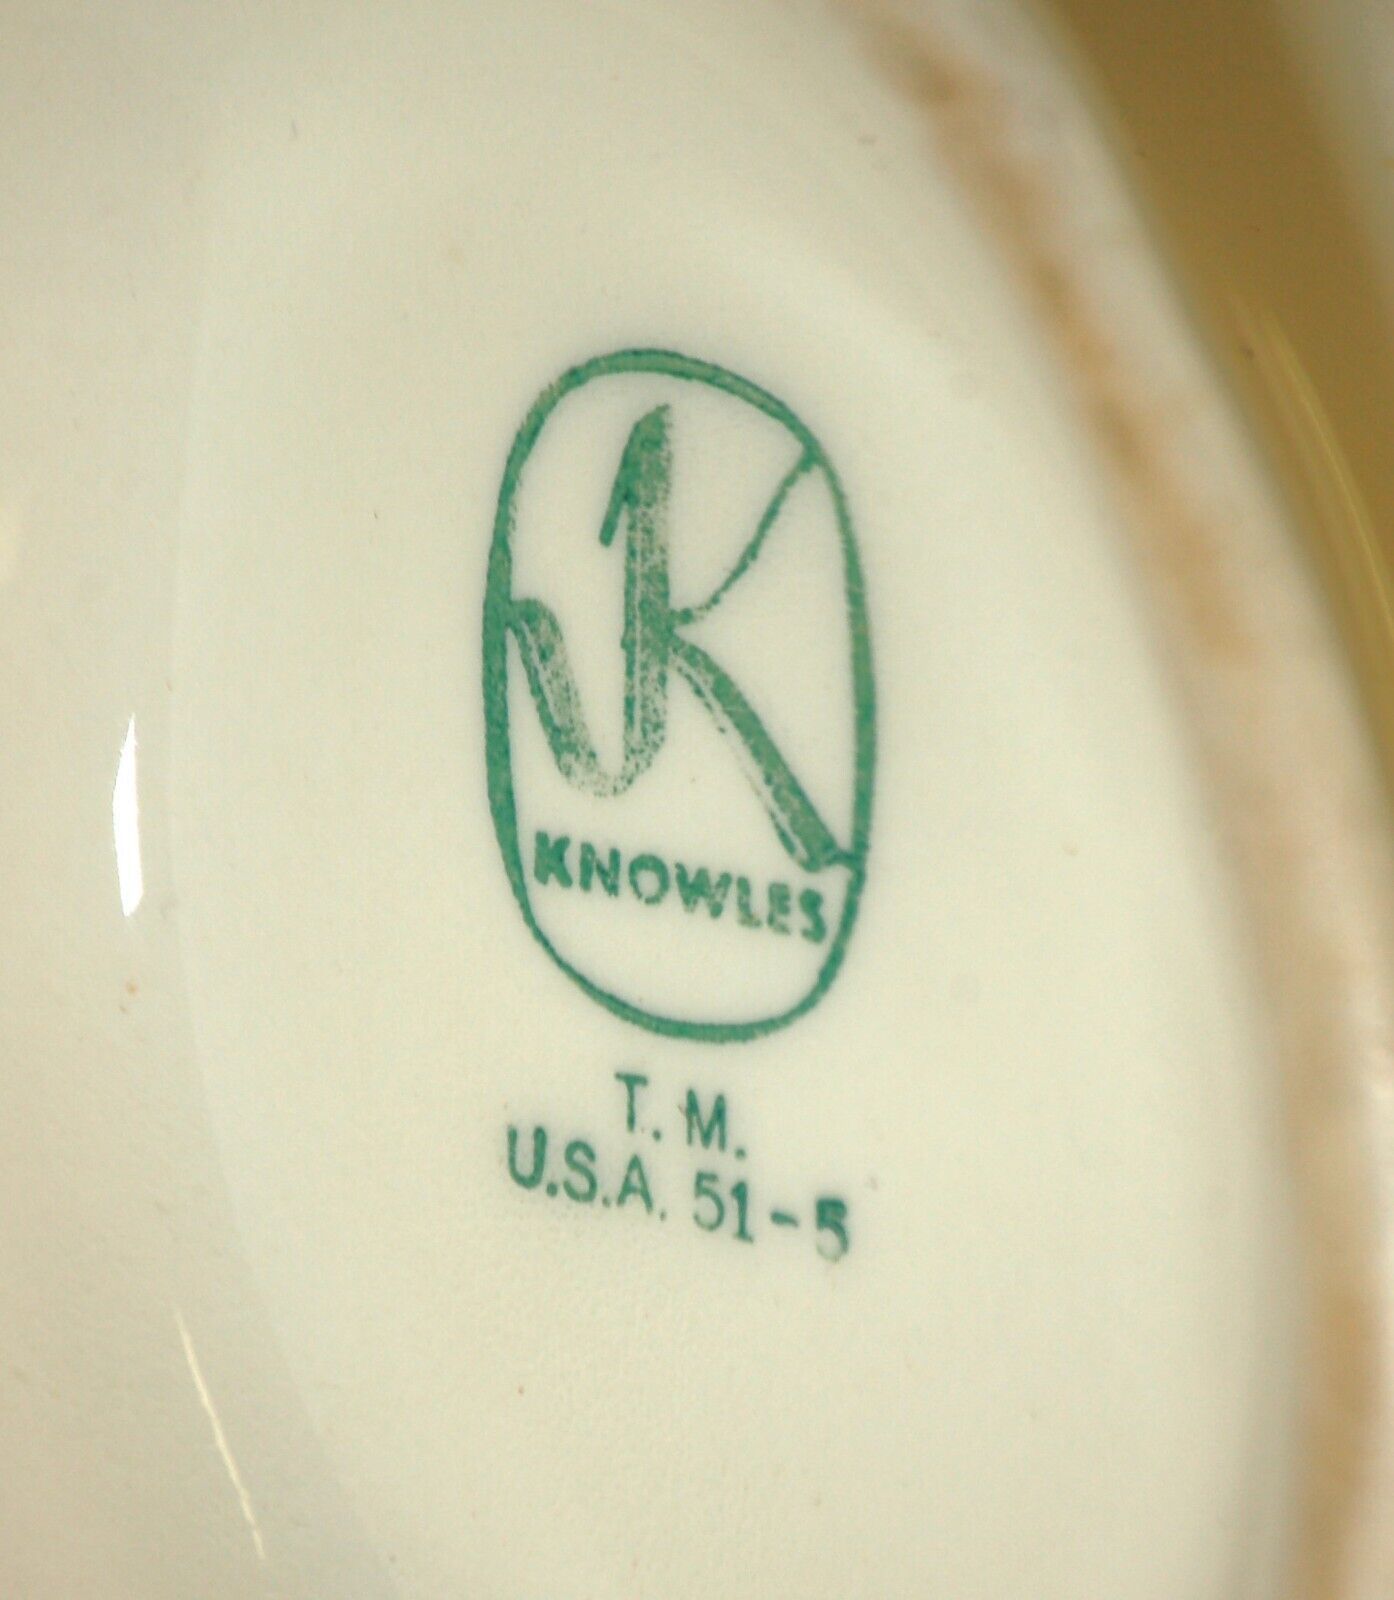 K
KNOWLES
T. M.
U.S.A. 51-5